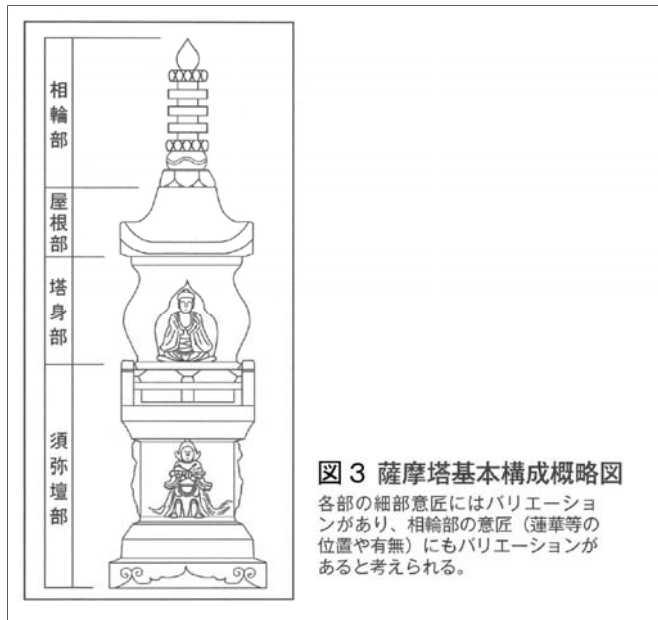 相輪部
屋根部
塔身部
須弥壇部
図3 薩摩塔基本構成概略図
各部の細部意匠にはバリエーショ
ンがあり、相輪部の意匠（蓮華等の
位置や有無）にもバリエーションが
あると考えられる。